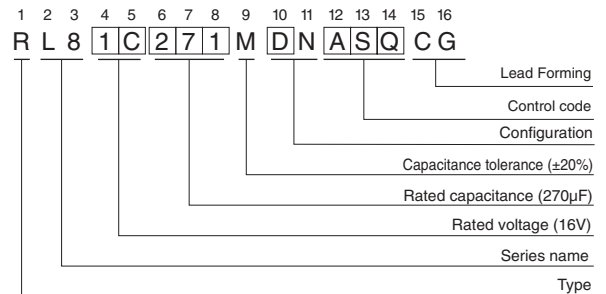 1 2 3 4 5 6 7 8 9 10 11 12 13 14 15 16
R L 8 1 C 2 7 1 M D N A S Q C G
Lead Forming
Control code
Configuration
Capacitance tolerance (±20%)
Rated capacitance (270µF)
Rated voltage (16V)
Series name
Type